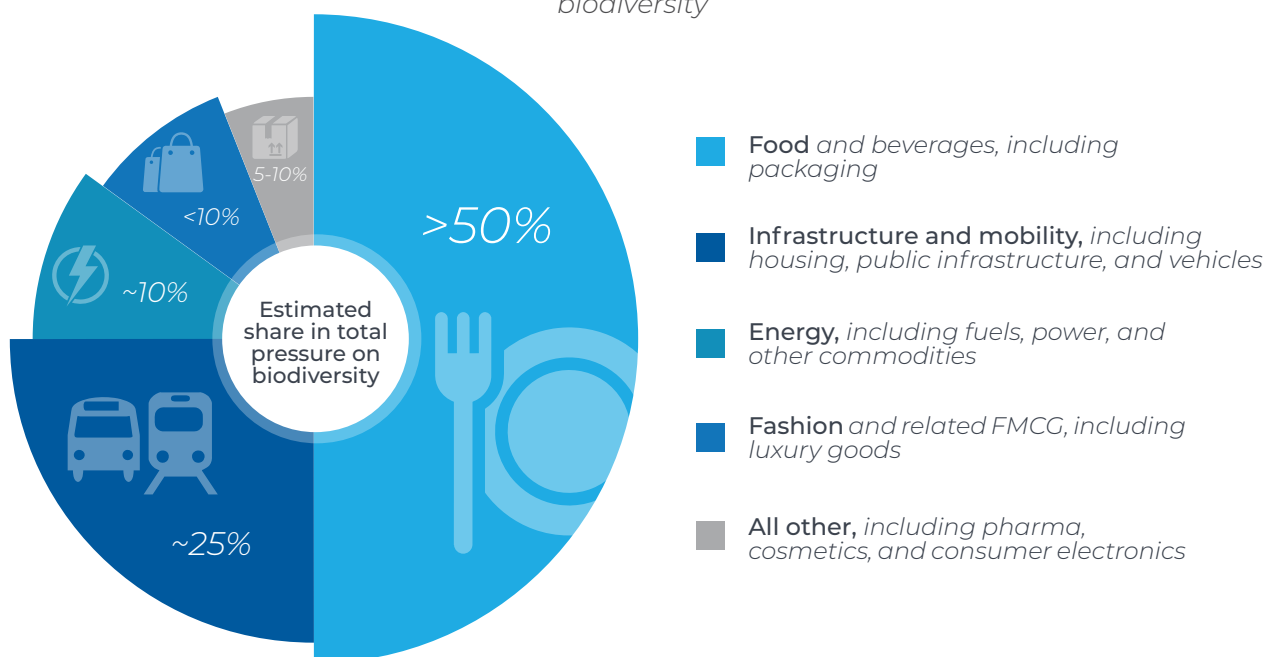 biodiversity
5-10%
<10%
>50%
~10%
~25%
Estimated
share in total
pressure on
biodiversity
Food and beverages, including
packaging
Infrastructure and mobility, including
housing, public infrastructure, and vehicles
Energy, including fuels, power, and
other commodities
Fashion and related FMCG, including
luxury goods
All other, including pharma,
cosmetics, and consumer electronics